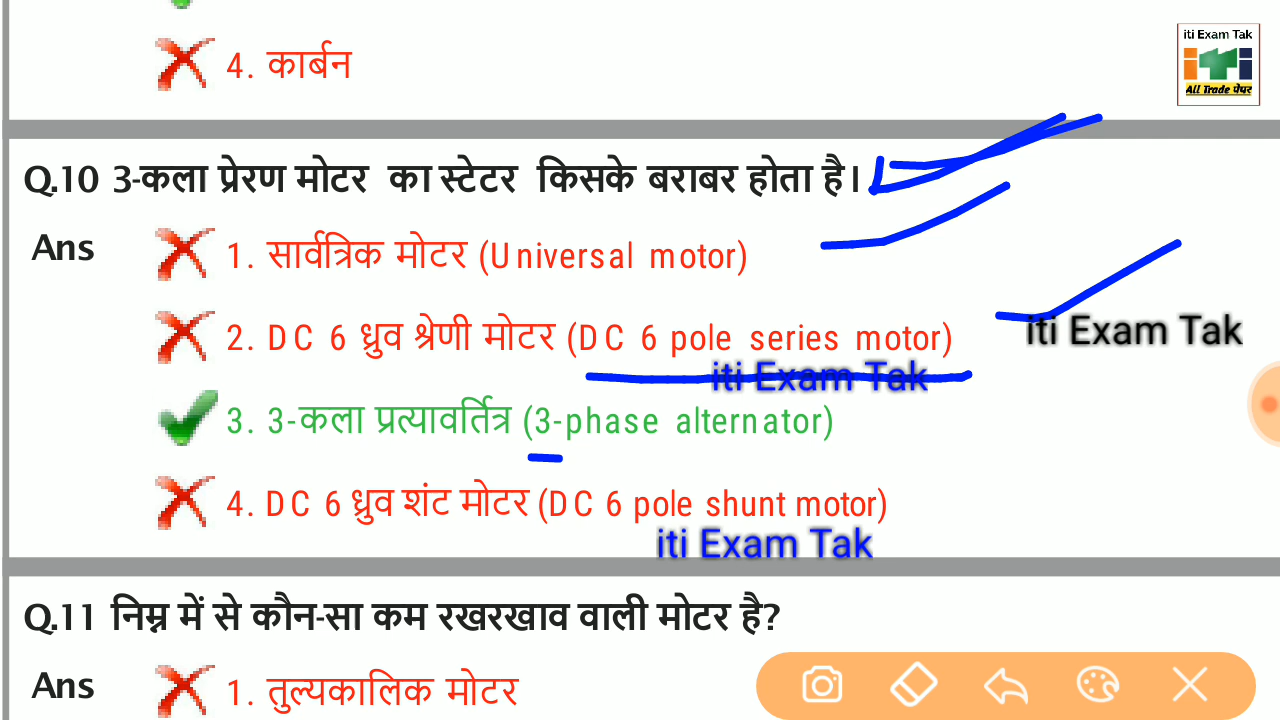 4. कार्बन
iti Exam Tak
iTi
All Trade पेपर
Q.10 3-कला प्रेरण मोटर का स्टेटर किसके बराबर होता है।
Ans
1. सार्वत्रिक मोटर (Universal motor)
2. DC 6 ध्रुव श्रेणी मोटर (DC 6 pole series motor)
iti Exam Tak
iti Exam Tak
3. 3-कला प्रत्यावर्तित्र (3-phase alternator)
4. DC 6 ध्रुव शंट मोटर (DC 6 pole shunt motor)
iti Exam Tak
Q.11 निम्न में से कौन-सा कम रखरखाव वाली मोटर है?
Ans
1. तुल्यकालिक मोटर